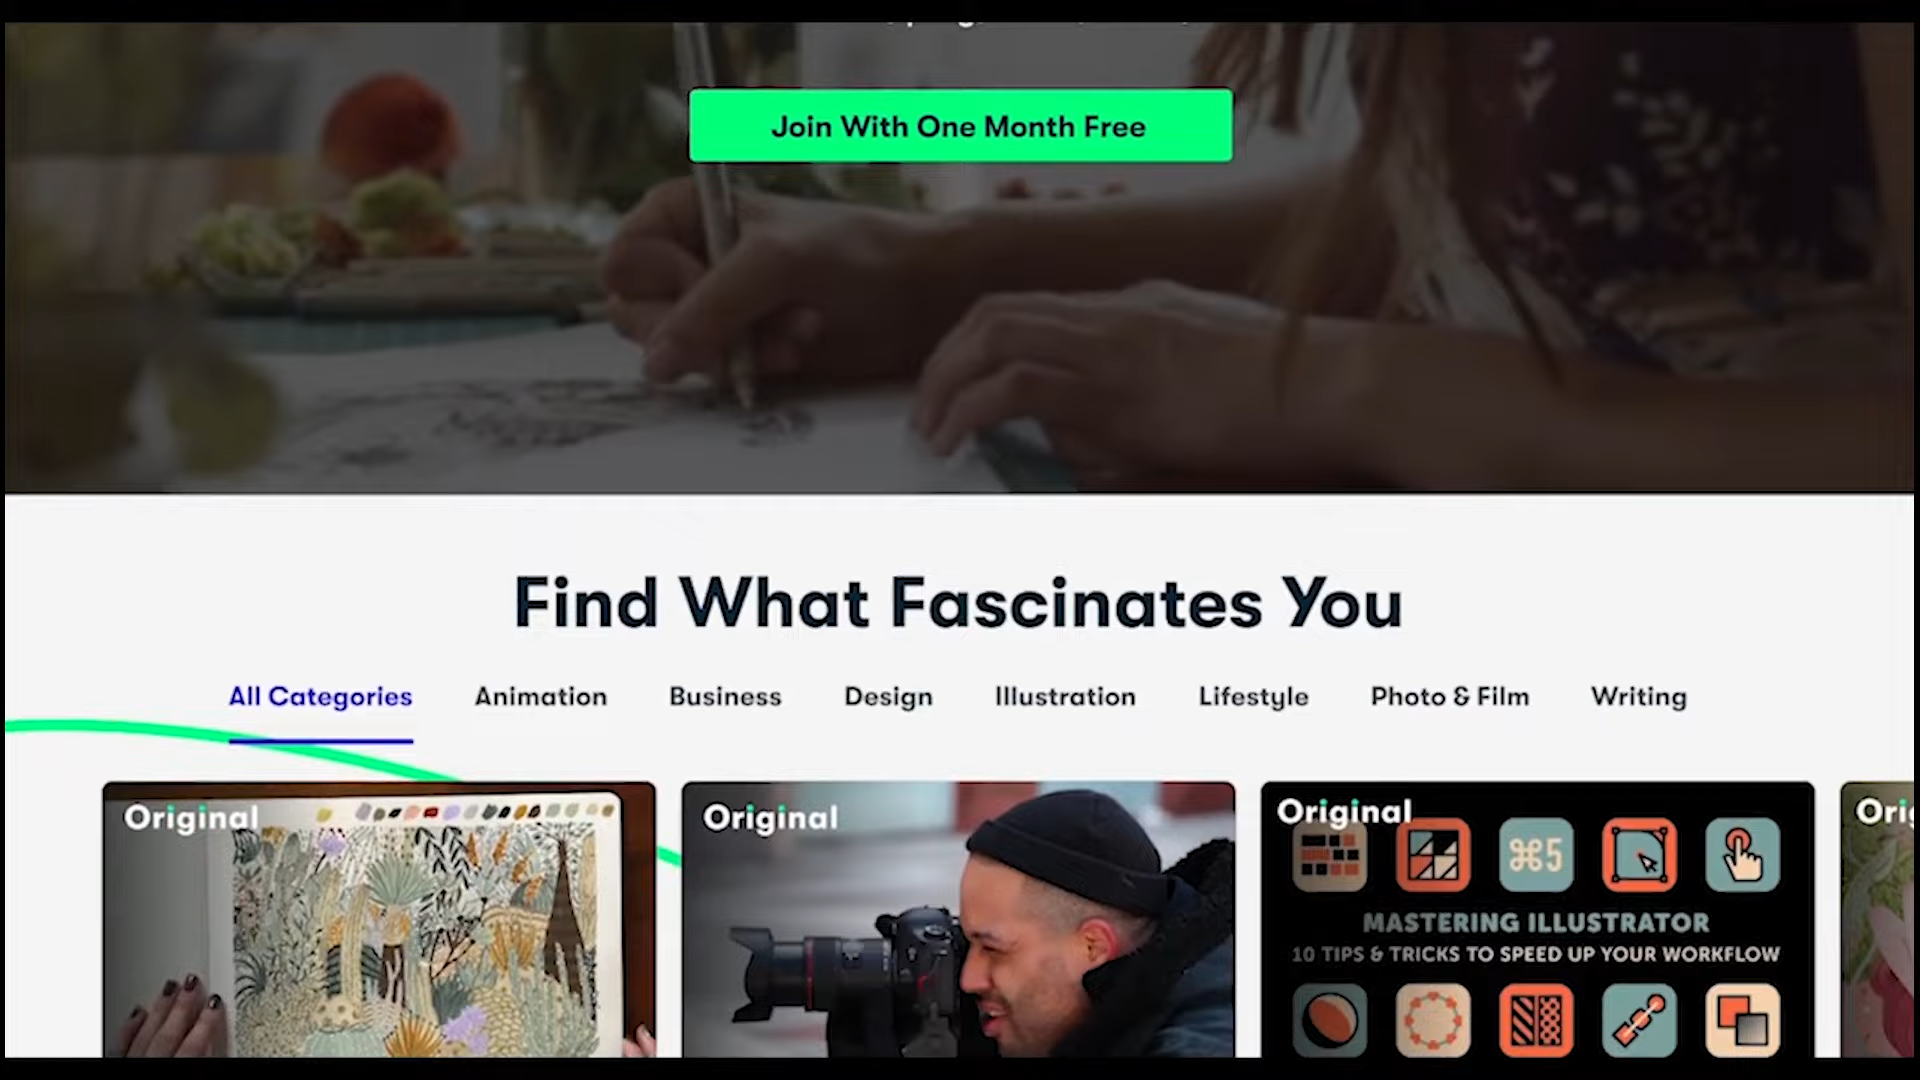 Join With One Month Free
Find What Fascinates You
All Categories Animation Business Design Illustration Lifestyle Photo & Film Writing
Original Original Original
⌘5
MASTERING ILLUSTRATOR
10 TIPS & TRICKS TO SPEED UP YOUR WORKFLOW